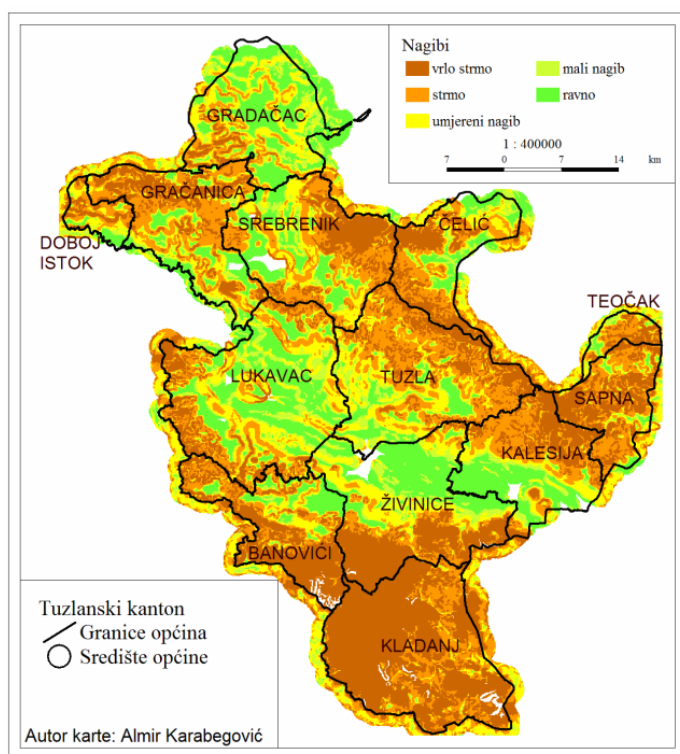 Nagibi
vrlo strmo
mali nagib
strmo
ravno
umjereni nagib
1 : 400000
7 0 7 14 km
GRADAČAC
GRAČANICA
SREBRENIK
ČELIĆ
DOBOJ
ISTOK
TEOČAK
LUKAVAC
TUZLA
SAPNA
KALESIJA
ŽIVINICE
BANOVIĆI
KLADANJ
Tuzlanski kanton
Granice općina
Središte općine
Autor karte: Almir Karabegović